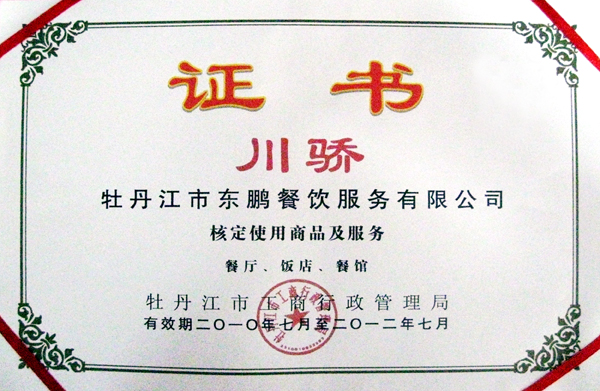 证书
川骄
牡丹江市东鹏餐饮服务有限公司
核定使用商品及服务
餐厅、饭店、餐馆
牡丹江市工商行政管理局
有效期二〇一〇年七月至二〇一二年七月